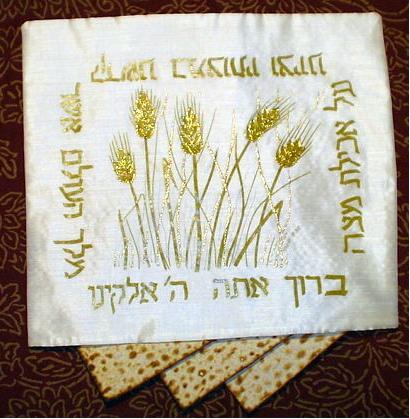 ברוך אתה ה' אלקינו
מלך העולם אשר
קדשנו במצותיו וצונו
על אכילת מצה